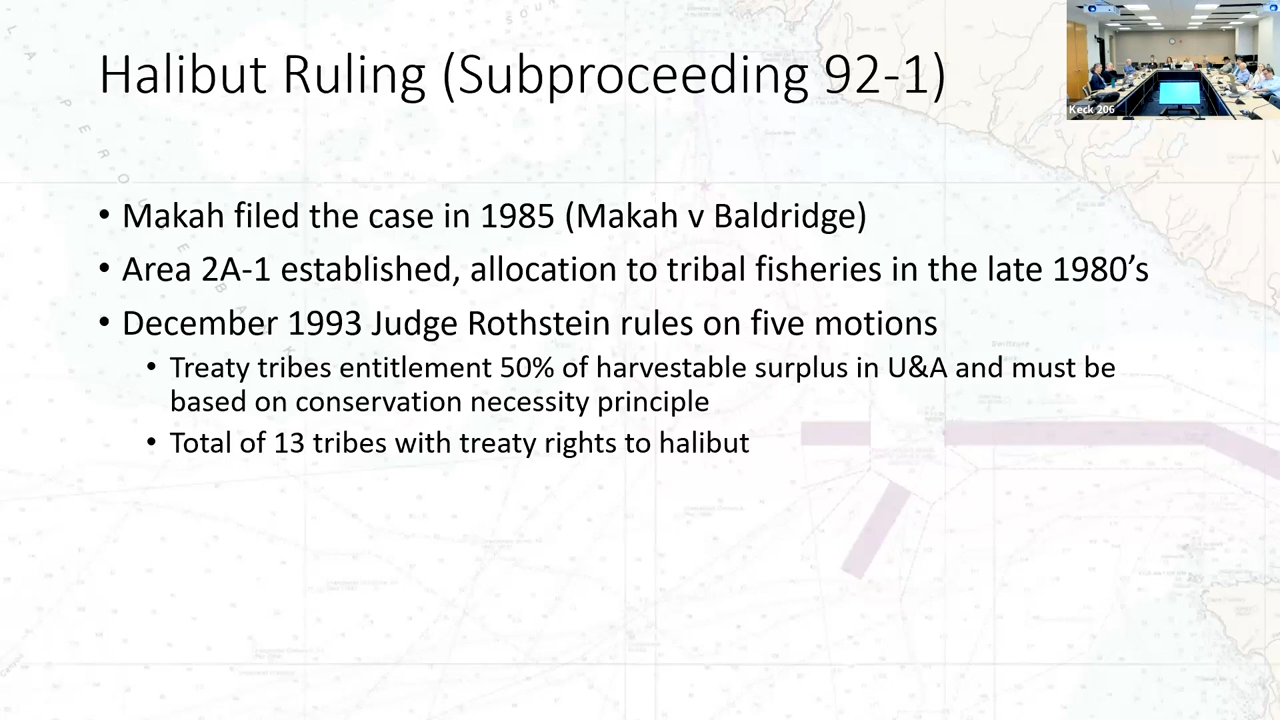 Halibut Ruling (Subproceeding 92-1)
Keck 206
• Makah filed the case in 1985 (Makah v Baldridge)
• Area 2A-1 established, allocation to tribal fisheries in the late 1980’s
• December 1993 Judge Rothstein rules on five motions
• Treaty tribes entitlement 50% of harvestable surplus in U&A and must be
based on conservation necessity principle
• Total of 13 tribes with treaty rights to halibut